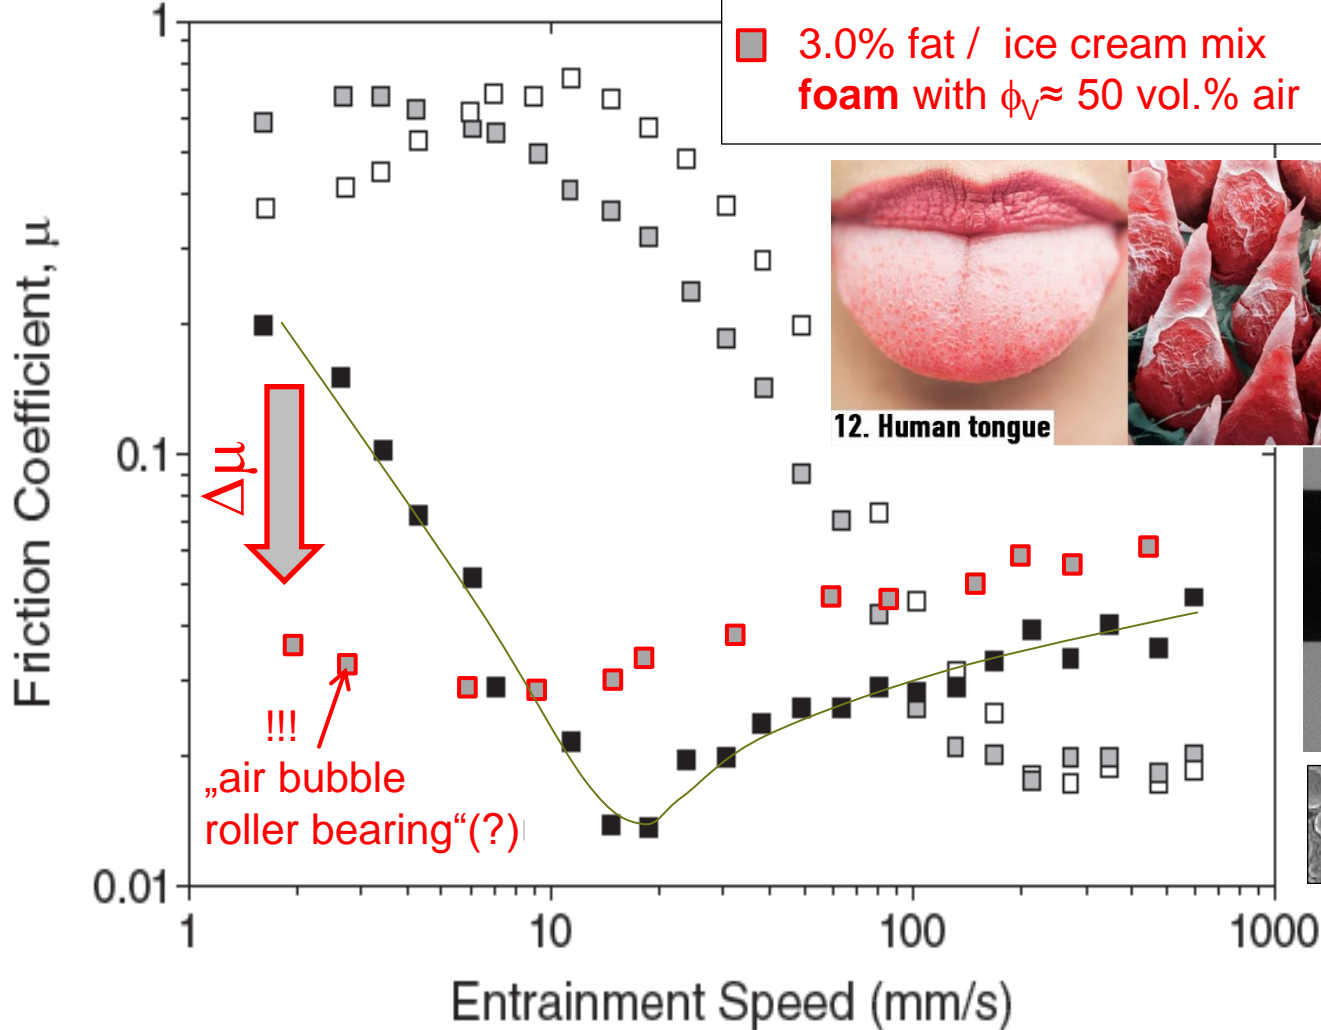 3.0% fat / ice cream mix
foam with ϕV≈ 50 vol.% air
1
0.1
0.01
Friction Coefficient, μ
Δμ
12. Human tongue
!!!
„air bubble
roller bearing“(?)
1 10 100 1000
Entrainment Speed (mm/s)